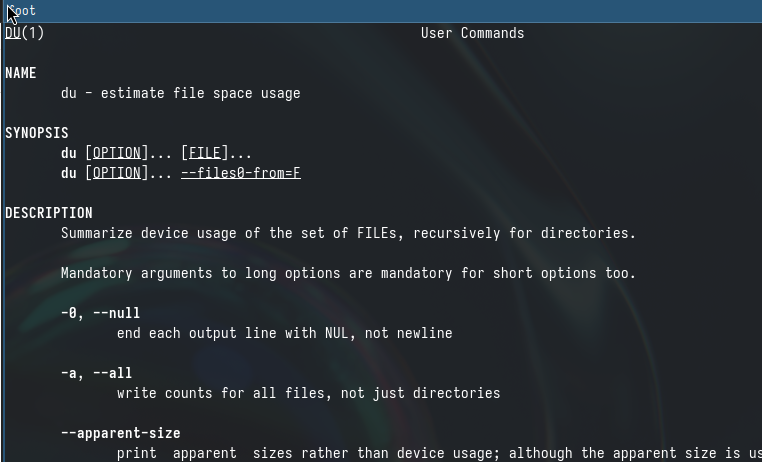 DU(1) User Commands
NAME
du - estimate file space usage
SYNOPSIS
du [OPTION]... [FILE]...
du [OPTION]... --files0-from=F
DESCRIPTION
Summarize device usage of the set of FILEs, recursively for directories.
Mandatory arguments to long options are mandatory for short options too.
-0, --null
end each output line with NUL, not newline
-a, --all
write counts for all files, not just directories
--apparent-size
print apparent sizes rather than device usage; although the apparent size is